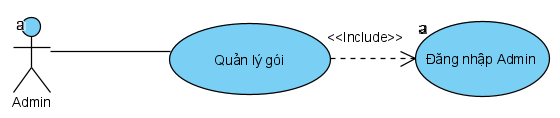 a
Admin
Quản lý gói
<<Include>>
a
Đăng nhập Admin